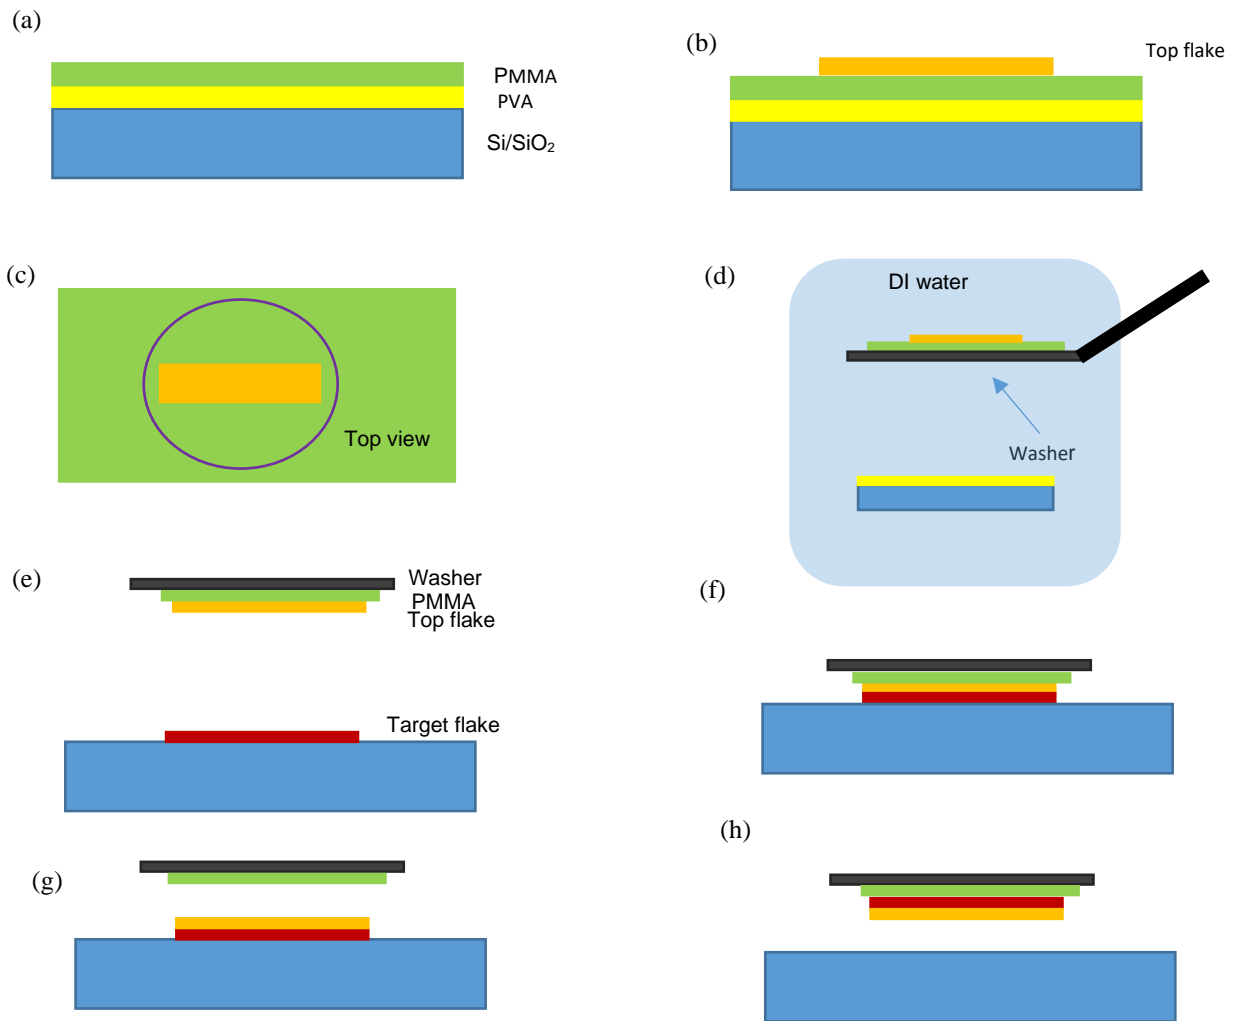 (a)
PMMA
PVA
Si/SiO₂
(b)
Top flake
(c)
Top view
(d)
DI water
Washer
(e)
Washer
PMMA
Top flake
Target flake
(f)
(g)
(h)